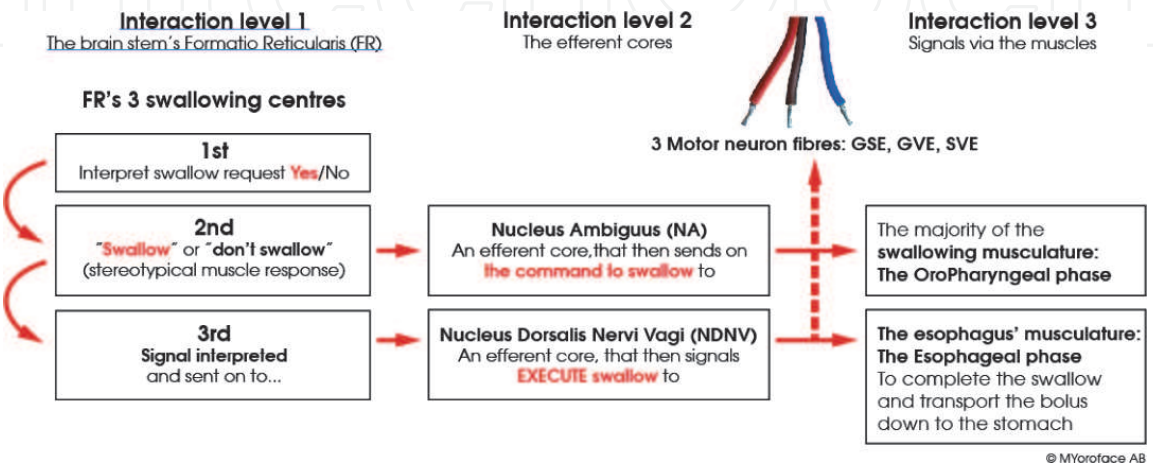 Interaction level 1
The brain stem's Formatio Reticularis (FR)
FR's 3 swallowing centres
1st
Interpret swallow request Yes/No
2nd
"Swallow" or "don't swallow"
(stereotypical muscle response)
3rd
Signal interpreted
and sent on to...
Interaction level 2
The efferent cores
Nucleus Ambiguus (NA)
An efferent core,that then sends on
the command to swallow to
Nucleus Dorsalis Nervi Vagi (NDNV)
An efferent core, that then signals
EXECUTE swallow to
3 Motor neuron fibres: GSE, GVE, SVE
Interaction level 3
Signals via the muscles
The majority of the
swallowing musculature:
The OroPharyngeal phase
The esophagus' musculature:
The Esophageal phase
To complete the swallow
and transport the bolus
down to the stomach
© MYoroface AB